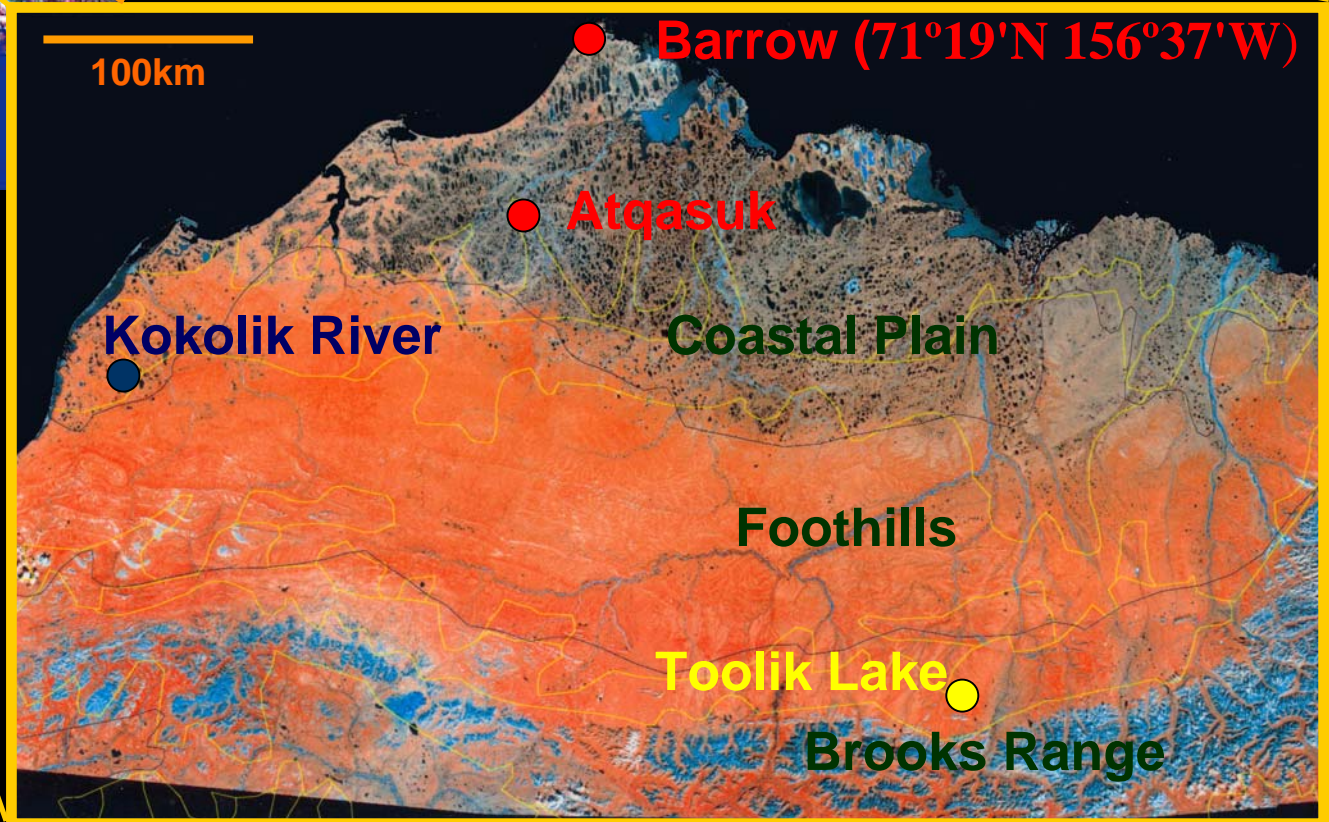 Barrow (71º19'N 156º37'W)
100km
Atqasuk
Kokolik River
Coastal Plain
Foothills
Toolik Lake
Brooks Range